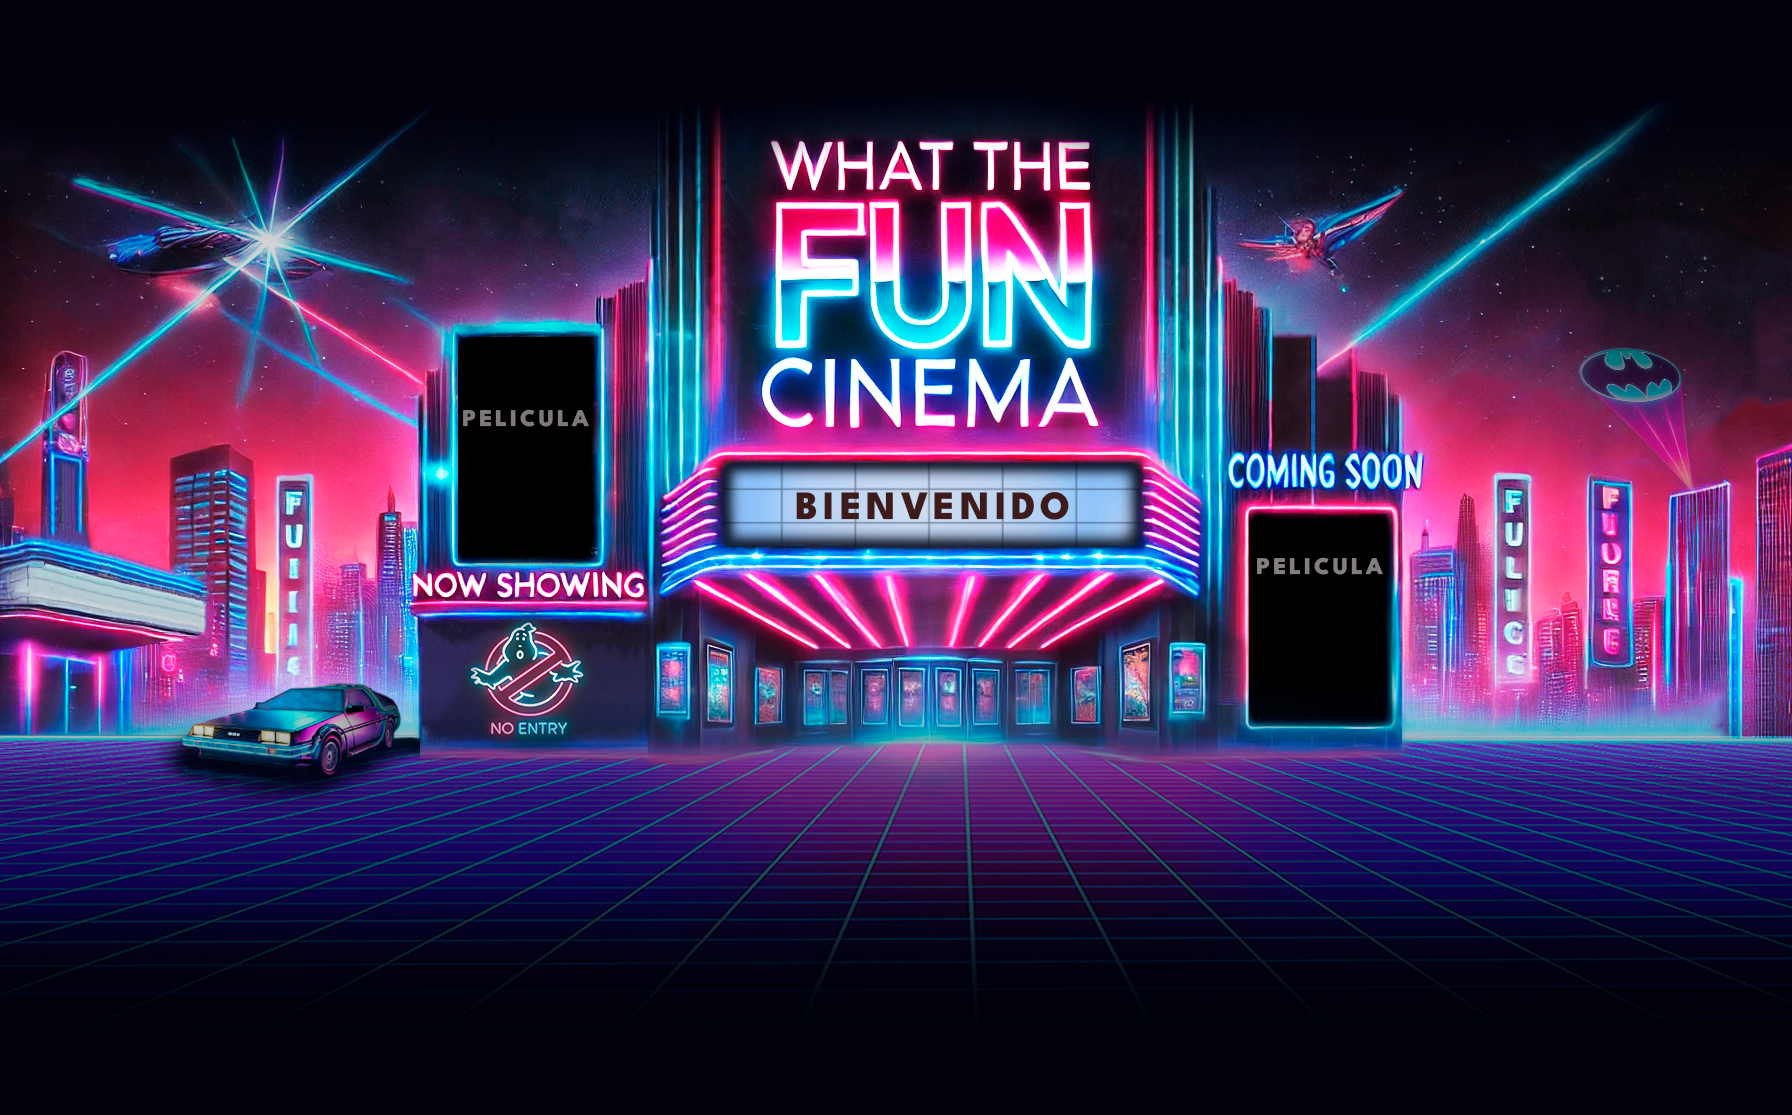 WHAT THE
FUN
CINEMA
PELICULA
BIENVENIDO
COMING SOON
PELICULA
NOW SHOWING
NO ENTRY